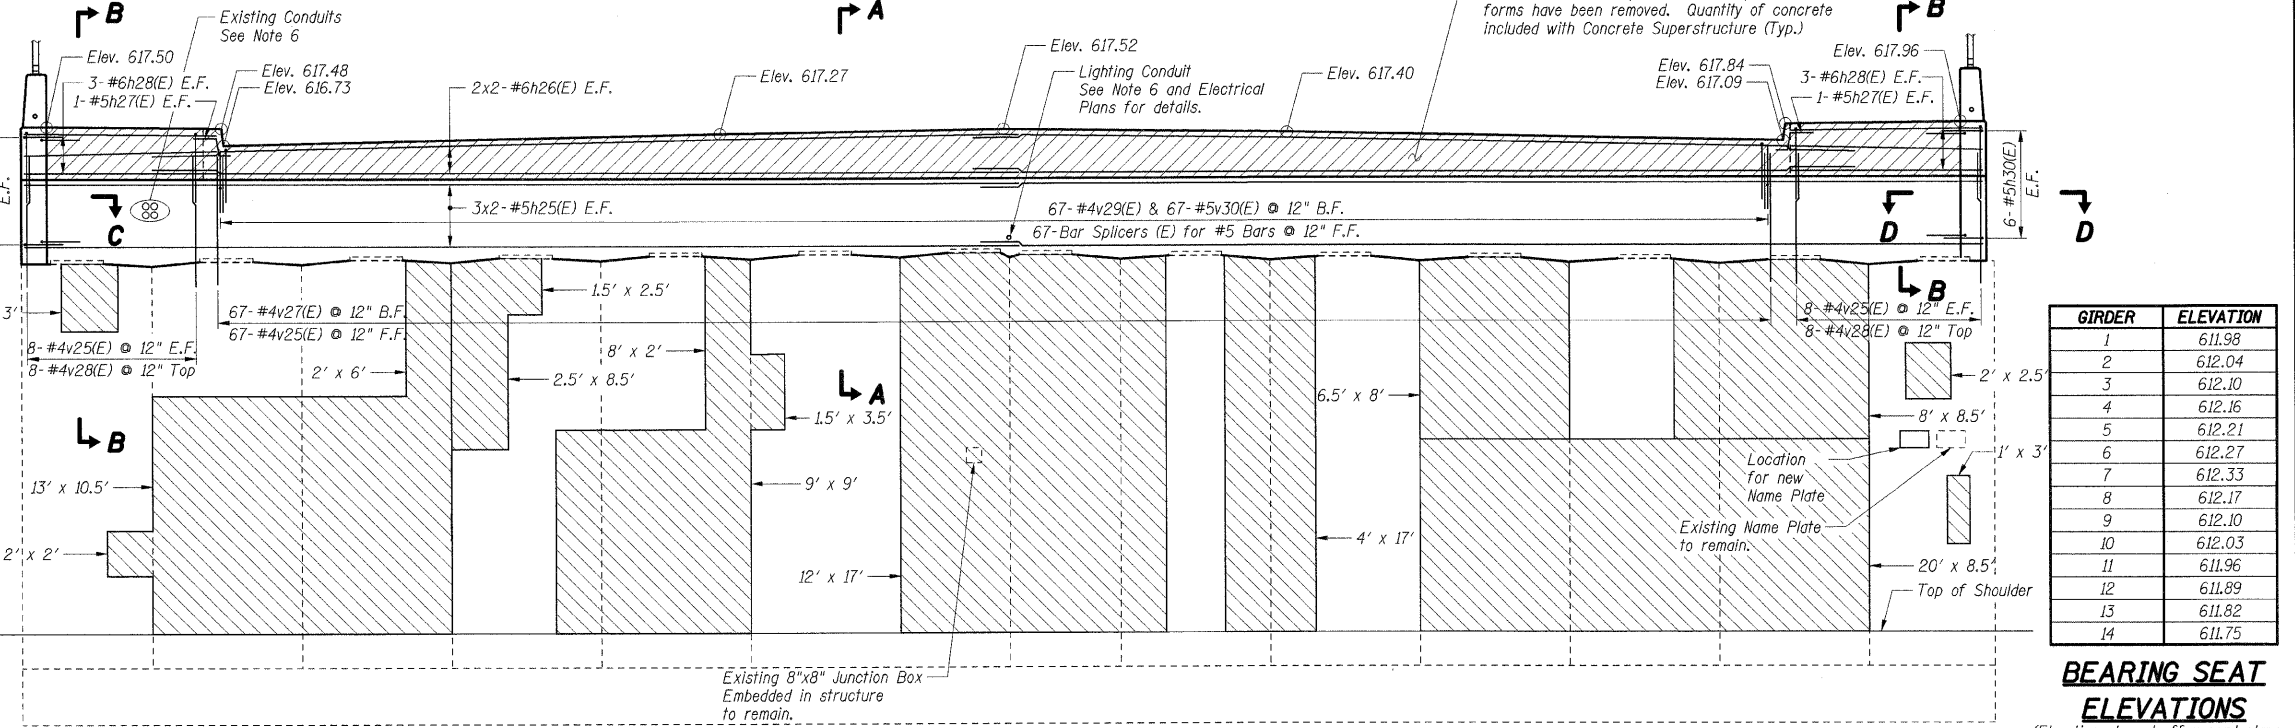 B
A
B
Existing Conduits
See Note 6
forms have been removed. Quantity of concrete
included with Concrete Superstructure (Typ.)
Elev. 617.50
Elev. 617.48
Elev. 616.73
3-#6h28(E) E.F.
1-#5h27(E) E.F.
2x2-#6h26(E) E.F.
Elev. 617.27
Elev. 617.52
Lighting Conduit
See Note 6 and Electrical
Plans for details.
Elev. 617.40
Elev. 617.84
Elev. 617.09
Elev. 617.96
3-#6h28(E) E.F.
1-#5h27(E) E.F.
E.F.
6-#5h30(E)
E.F.
C
3x2-#5h25(E) E.F.
67-#4v29(E) & 67-#5v30(E) @ 12" B.F.
67-Bar Splicers (E) for #5 Bars @ 12" F.F.
D
D
3'
67-#4v27(E) @ 12" B.F.
67-#4v25(E) @ 12" F.F.
8-#4v25(E) @ 12" E.F.
8-#4v28(E) @ 12" Top
1.5' x 2.5'
8' x 2'
2' x 6'
2.5' x 8.5'
A
1.5' x 3.5'
B
8-#4v25(E) @ 12" E.F.
8-#4v28(E) @ 12" Top
2' x 2.5'
6.5' x 8'
8' x 8.5'
B
13' x 10.5'
9' x 9'
Location
for new
Name Plate
1' x 3'
Existing Name Plate
to remain.
2' x 2'
12' x 17'
4' x 17'
20' x 8.5'
Top of Shoulder
Existing 8"x8" Junction Box
Embedded in structure
to remain.
GIRDER ELEVATION
1 611.98
2 612.04
3 612.10
4 612.16
5 612.21
6 612.27
7 612.33
8 612.17
9 612.10
10 612.03
11 611.96
12 611.89
13 611.82
14 611.75
BEARING SEAT
ELEVATIONS